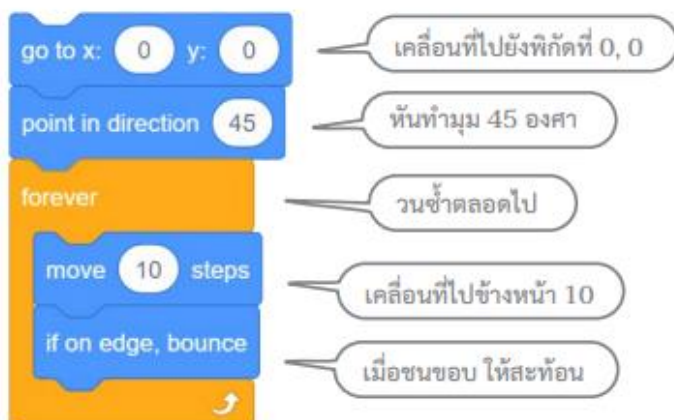 go to x: 0 y: 0
เคลื่อนที่ไปยังพิกัดที่ 0, 0
point in direction 45
หันทำมุม 45 องศา
forever
วนซ้ำตลอดไป
move 10 steps
เคลื่อนที่ไปข้างหน้า 10
if on edge, bounce
เมื่อชนขอบ ให้สะท้อน